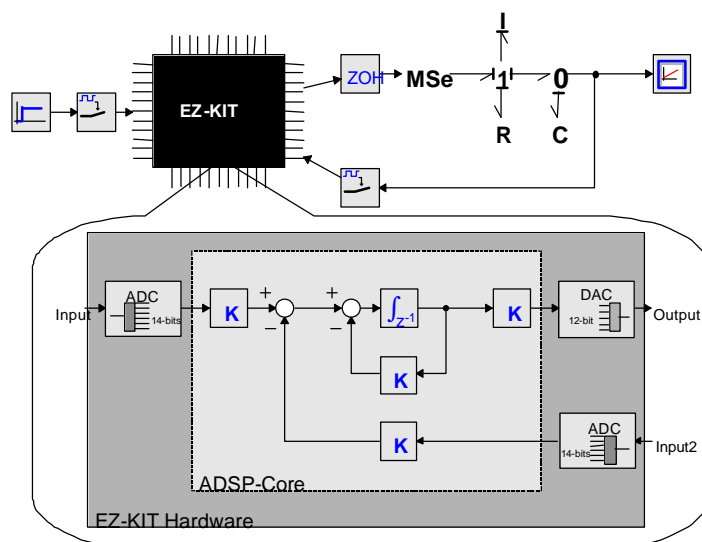 I
ZOH
MSe
1
0
EZ-KIT
R
C
ADC
14-bits
Input
K
+
−
+
−
∫z-1
K
DAC
12-bit
Output
K
K
ADC
14-bits
Input2
ADSP-Core
EZ-KIT Hardware